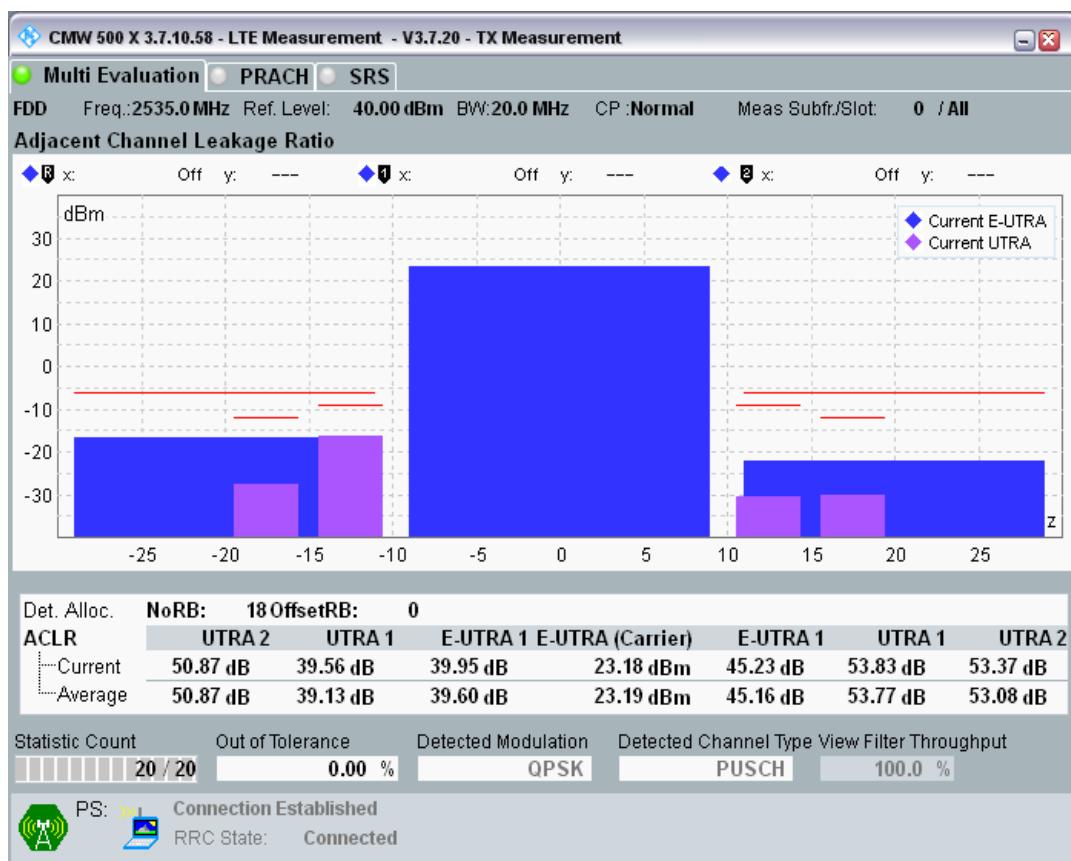 CMW 500 X 3.7.10.58 - LTE Measurement - V3.7.20 - TX Measurement
Multi Evaluation PRACH SRS
FDD Freq.:2535.0 MHz Ref. Level: 40.00 dBm BW:20.0 MHz CP :Normal Meas Subfr./Slot: 0 / All
Adjacent Channel Leakage Ratio
R x: Off y: --- 1 x: Off y: --- 2 x: Off y: ---
dBm
Current E-UTRA
Current UTRA
30
20
10
0
-10
-20
-30
z
-25 -20 -15 -10 -5 0 5 10 15 20 25
Det. Alloc. NoRB: 18 OffsetRB: 0
ACLR UTRA 2 UTRA 1 E-UTRA 1 E-UTRA (Carrier) E-UTRA 1 UTRA 1 UTRA 2
Current 50.87 dB 39.56 dB 39.95 dB 23.18 dBm 45.23 dB 53.83 dB 53.37 dB
Average 50.87 dB 39.13 dB 39.60 dB 23.19 dBm 45.16 dB 53.77 dB 53.08 dB
Statistic Count Out of Tolerance Detected Modulation Detected Channel Type View Filter Throughput
20 / 20 0.00 % QPSK PUSCH 100.0 %
PS: Connection Established
RRC State: Connected